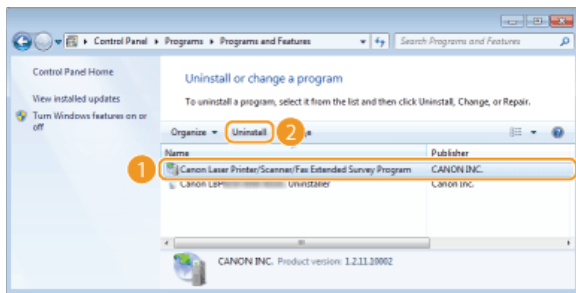 Control Panel ▸ Programs ▸ Programs and Features
Search Programs and Features
Control Panel Home
View installed updates
Turn Windows features on or
off
Uninstall or change a program
To uninstall a program, select it from the list and then click Uninstall, Change, or Repair.
Organize Uninstall 2 e
Name Publisher
1 Canon Laser Printer/Scanner/Fax Extended Survey Program CANON INC.
Canon LBP Uninstaller Canon Inc.
CANON INC. Product version: 1.2.11.10002